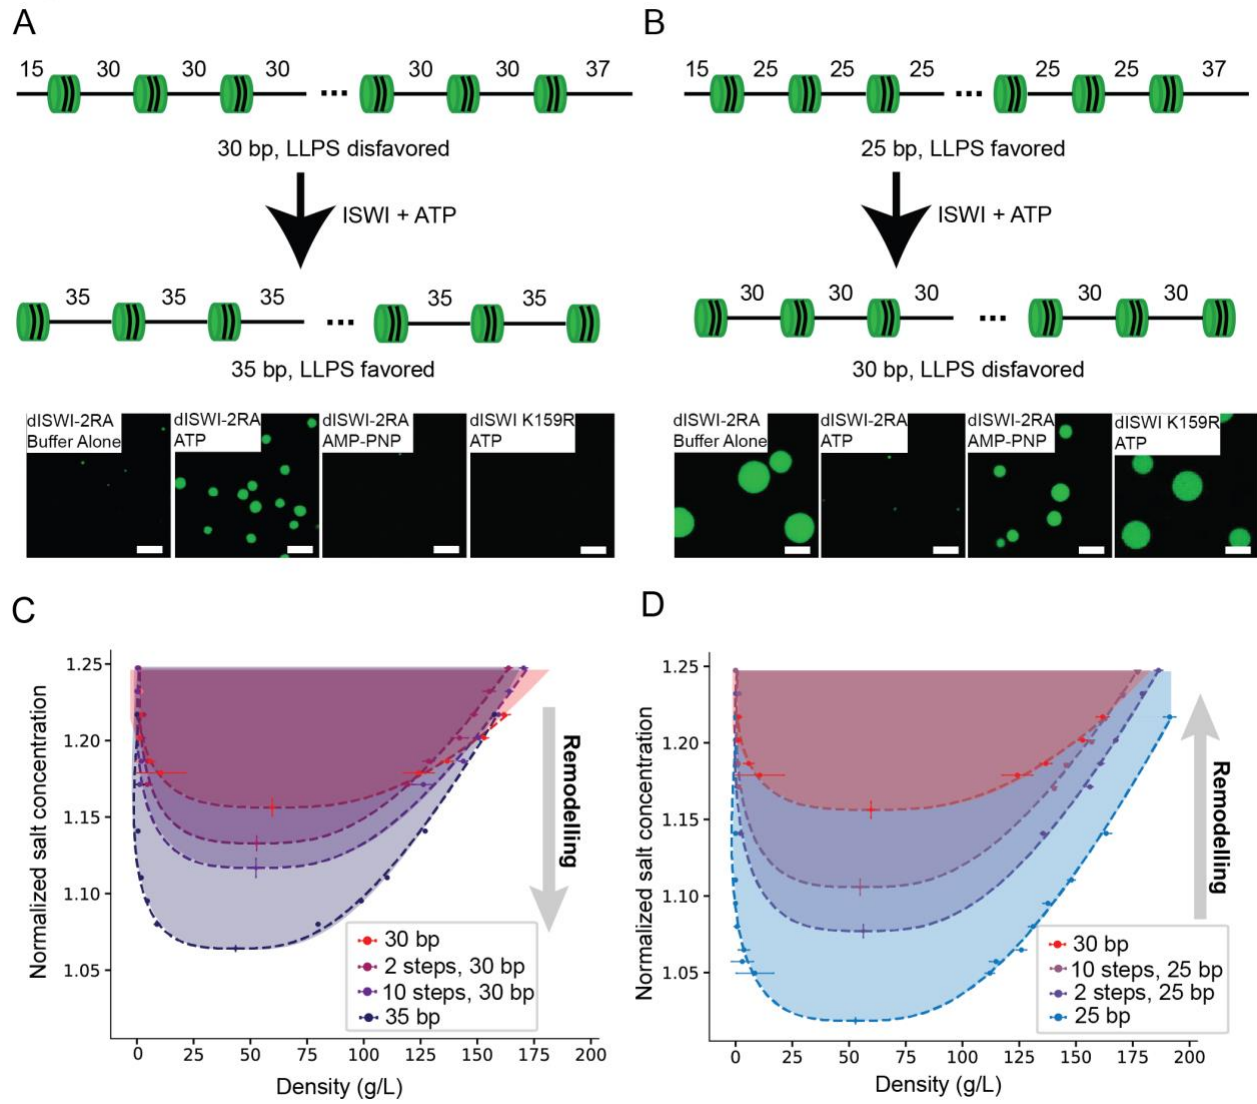 A
15 30 30 30 ... 30 30 37
30 bp, LLPS disfavored
ISWI + ATP
35 35 35 ... 35 35
35 bp, LLPS favored
dISWI-2RA
Buffer Alone
dISWI-2RA
ATP
dISWI-2RA
AMP-PNP
dISWI K159R
ATP
B
15 25 25 25 ... 25 25 37
25 bp, LLPS favored
ISWI + ATP
30 30 30 ... 30 30
30 bp, LLPS disfavored
dISWI-2RA
Buffer Alone
dISWI-2RA
ATP
dISWI-2RA
AMP-PNP
dISWI K159R
ATP
C
Normalized salt concentration
1.25
1.20
1.15
1.10
1.05
Remodelling
30 bp
2 steps, 30 bp
10 steps, 30 bp
35 bp
0 25 50 75 100 125 150 175 200
Density (g/L)
D
Normalized salt concentration
1.25
1.20
1.15
1.10
1.05
Remodelling
30 bp
10 steps, 25 bp
2 steps, 25 bp
25 bp
0 25 50 75 100 125 150 175 200
Density (g/L)